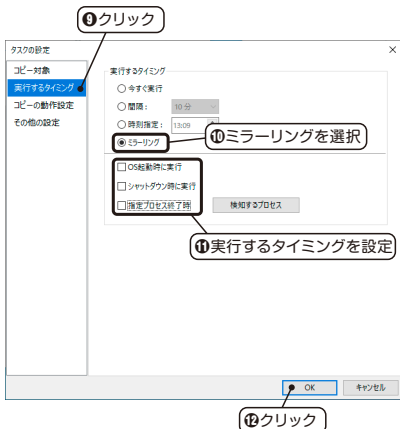 ❾クリック
タスクの設定
×
コピー対象
実行するタイミング
コピーの動作設定
その他の設定
実行するタイミング
今すぐ実行
間隔： 10 分
時刻指定： 13:09
ミラーリング
❿ミラーリングを選択
OS起動時に実行
シャットダウン時に実行
指定プロセス終了時
検知するプロセス
⓫実行するタイミングを設定
OK
キャンセル
⓬クリック